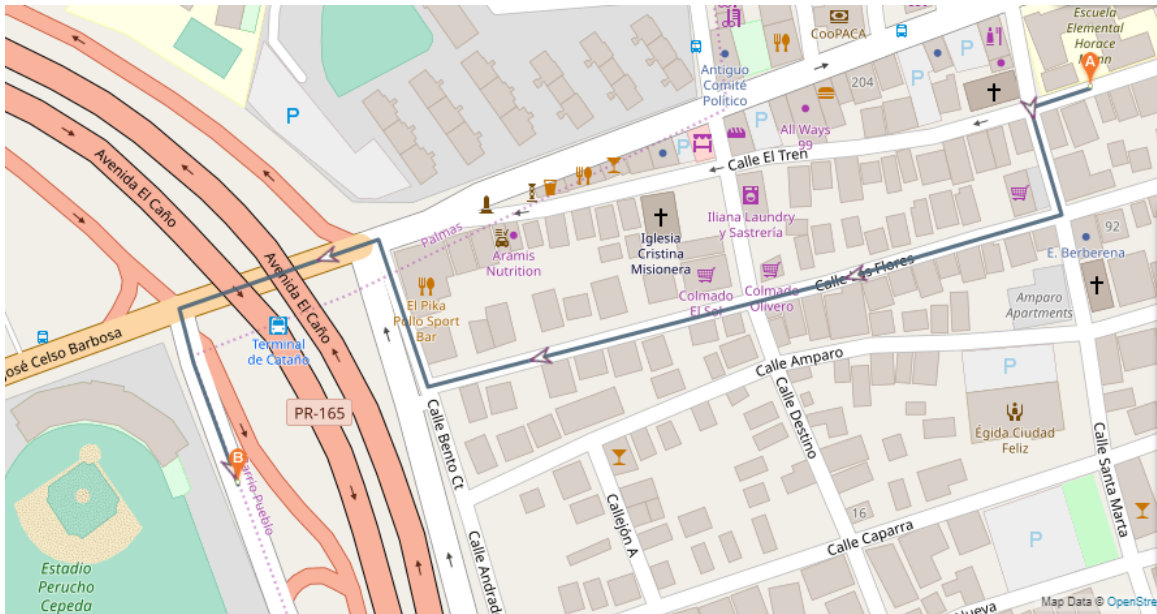 Escuela
Elemental
Horace
Mann
A
CooPACA
P
P
Antiguo
Comité
Político
204
P
P
P
All Ways
99
Calle El Tren
Avenida El Caño
Palmas
Iglesia
Cristina
Misionera
Iliana Laundry
y Sastrería
92
E. Berberena
Aramis
Nutrition
Avenida El Caño
Colmado
El Sol
Colmado
Olivero
Amparo
Apartments
El Pika
Pollo Sport
Bar
José Celso Barbosa
Terminal
de Cataño
Calle Amparo
P
PR-165
Calle Bento Ct
Calle Destino
Égida Ciudad
Feliz
Calle Santa Marta
B
Barrio Pueblo
16
Callejón A
Calle Caparra
P
Calle Andrad
Estadio
Perucho
Cepeda
Nueva
Map Data © OpenStre